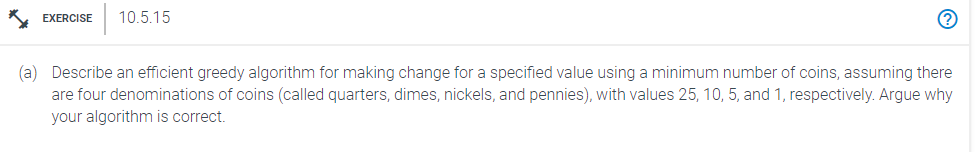 EXERCISE 10.5.15
(a) Describe an efficient greedy algorithm for making change for a specified value using a minimum number of coins, assuming there
are four denominations of coins (called quarters, dimes, nickels, and pennies), with values 25, 10, 5, and 1, respectively. Argue why
your algorithm is correct.